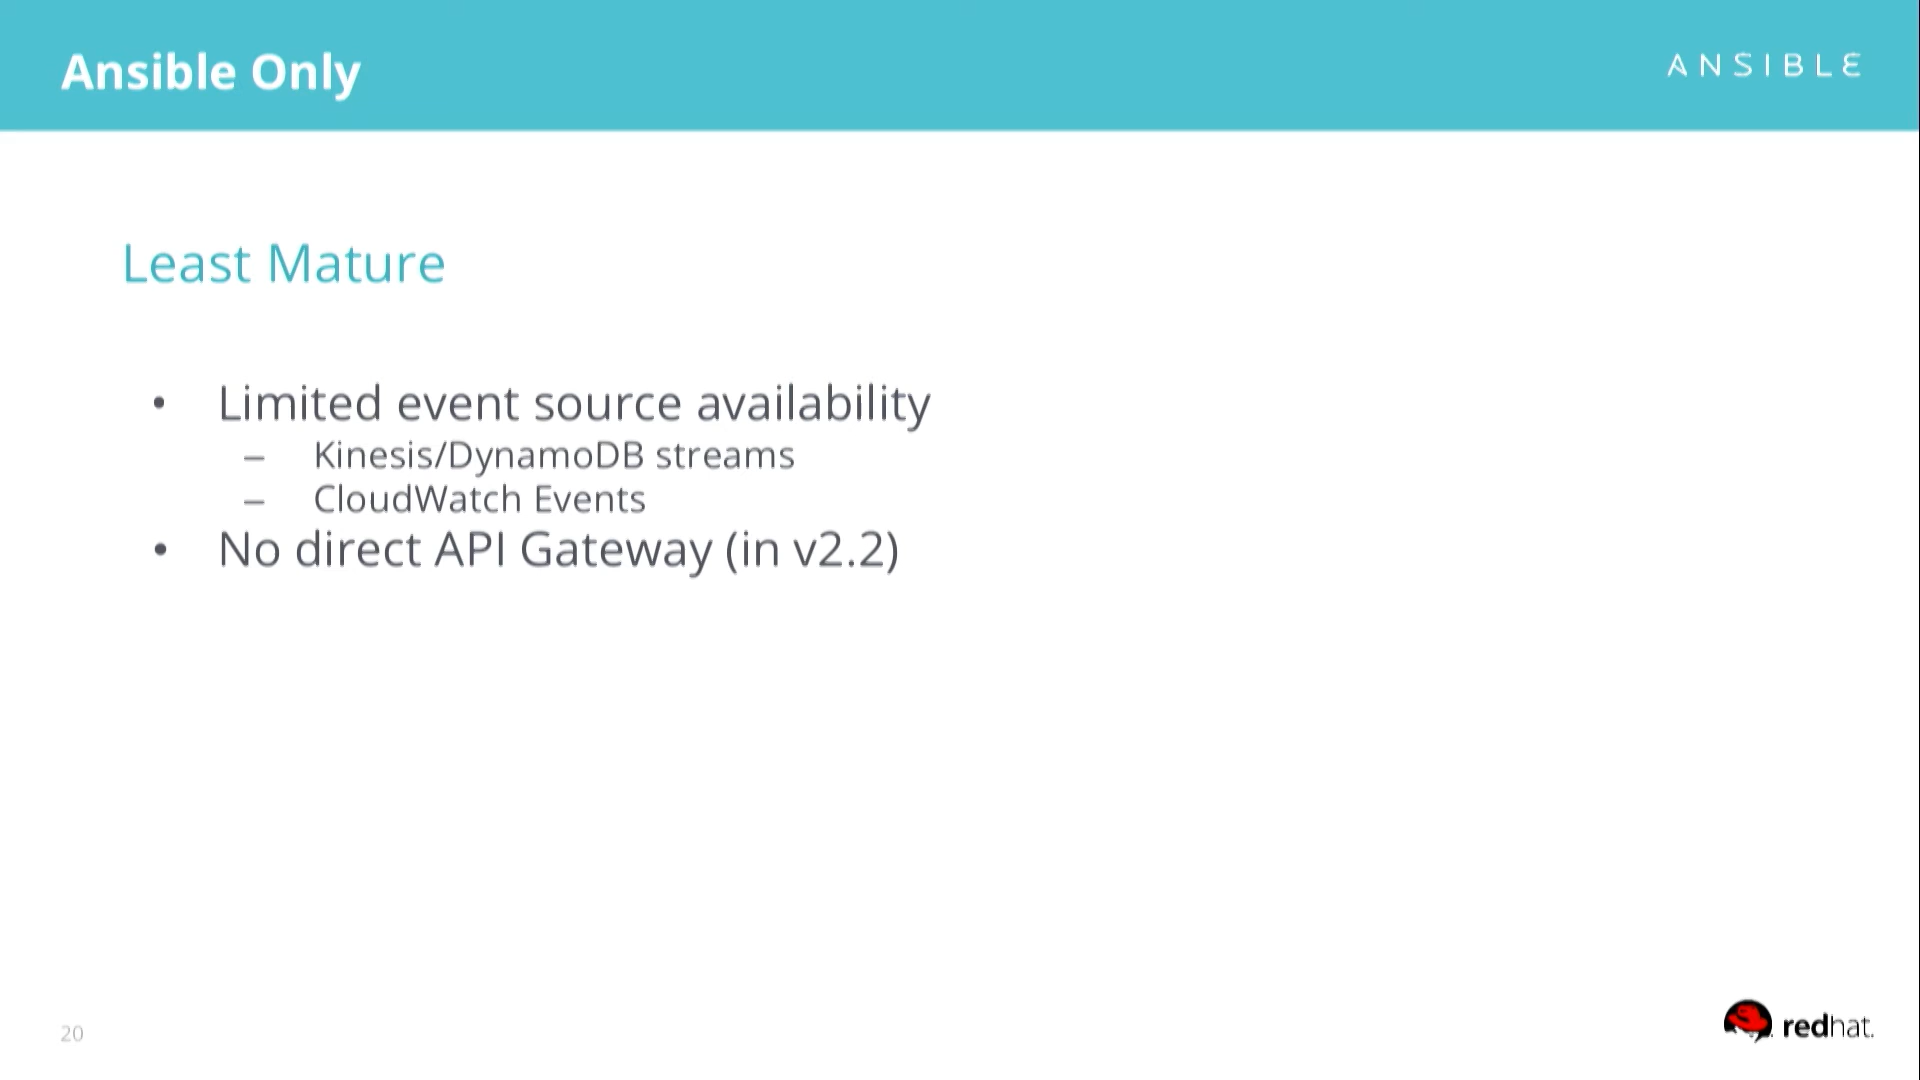 Ansible Only
ANSIBLE
Least Mature
• Limited event source availability
– Kinesis/DynamoDB streams
– CloudWatch Events
• No direct API Gateway (in v2.2)
20
redhat.